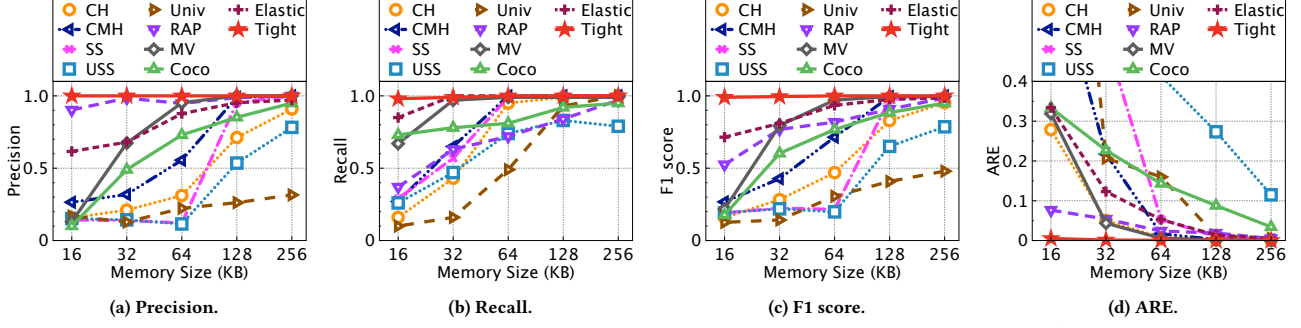 CH Univ Elastic
CMH RAP Tight
SS MV
USS Coco
1.0
0.5
0
Precision
16 32 64 128 256
Memory Size (KB)
(a) Precision.
CH Univ Elastic
CMH RAP Tight
SS MV
USS Coco
1.0
0.5
0
Recall
16 32 64 128 256
Memory Size (KB)
(b) Recall.
CH Univ Elastic
CMH RAP Tight
SS MV
USS Coco
1.0
0.5
0
F1 score
16 32 64 128 256
Memory Size (KB)
(c) F1 score.
CH Univ Elastic
CMH RAP Tight
SS MV
USS Coco
0.4
0.3
0.2
0.1
0
ARE
16 32 64 128 256
Memory Size (KB)
(d) ARE.